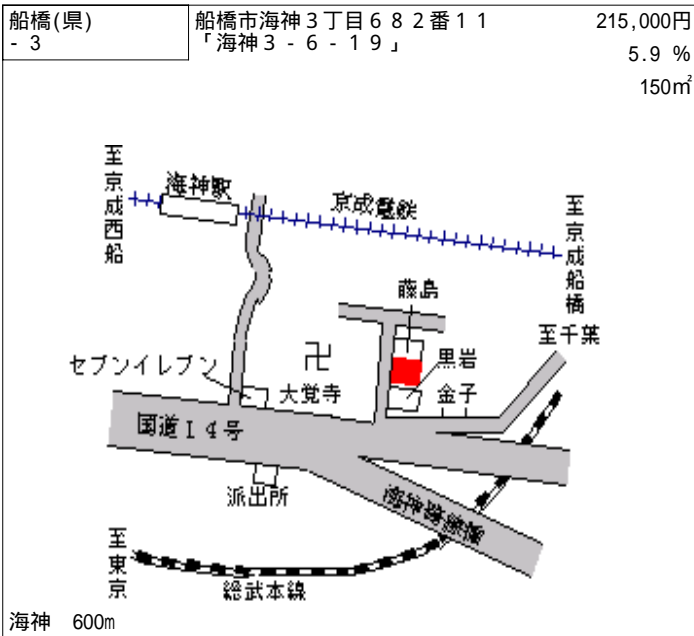 船橋(県)
- 3
船橋市海神3丁目682番11
「海神3-6-19」
215,000円
5.9 %
150㎡
至京成西船
海神駅
京成電鉄
至京成船橋
藤島
至千葉
黒岩
セブンイレブン
大覚寺
金子
国道14号
派出所
海神跨線橋
至東京
総武本線
海神 600m